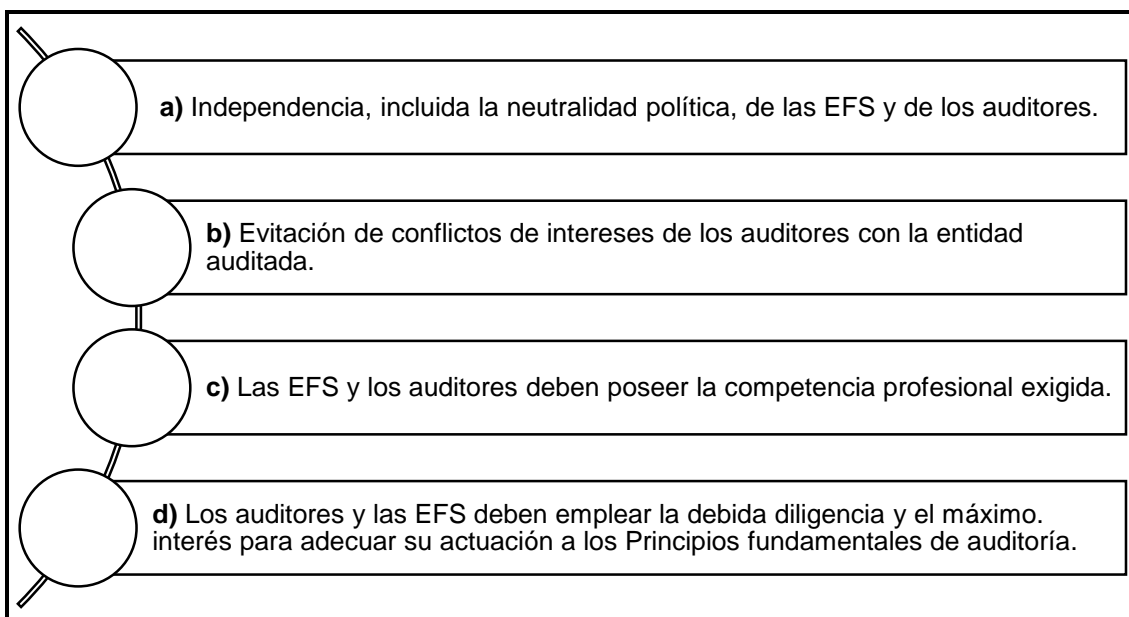 a) Independencia, incluida la neutralidad política, de las EFS y de los auditores.
b) Evitación de conflictos de intereses de los auditores con la entidad
auditada.
c) Las EFS y los auditores deben poseer la competencia profesional exigida.
d) Los auditores y las EFS deben emplear la debida diligencia y el máximo.
interés para adecuar su actuación a los Principios fundamentales de auditoría.